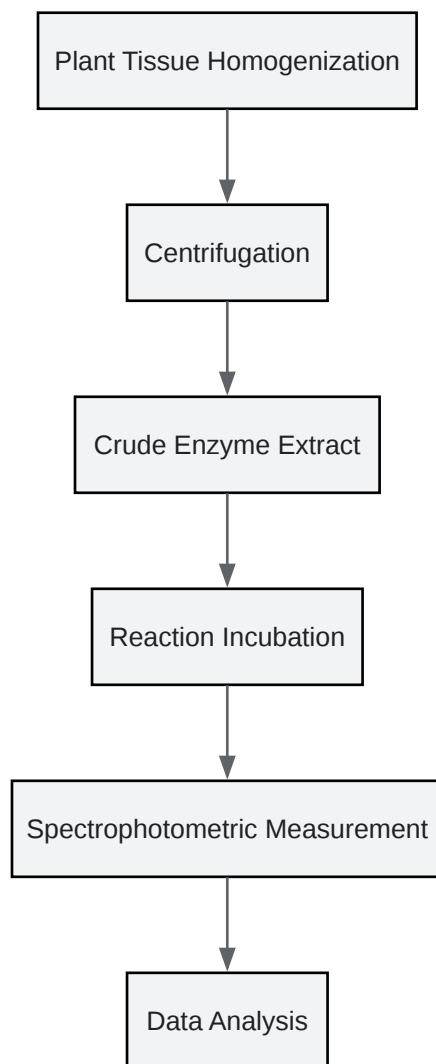 Plant Tissue Homogenization
Centrifugation
Crude Enzyme Extract
Reaction Incubation
Spectrophotometric Measurement
Data Analysis